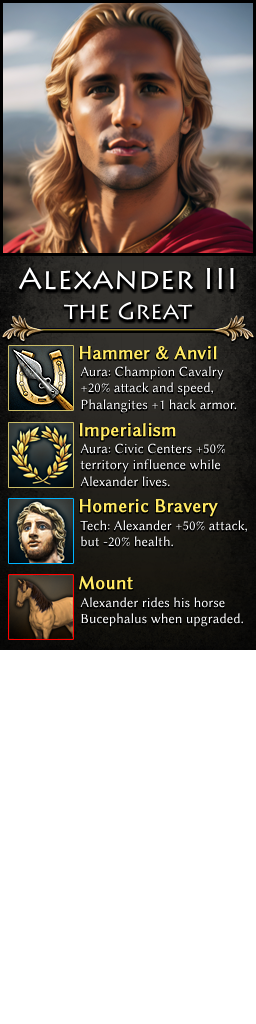 ALEXANDER III
THE GREAT
Hammer & Anvil
Aura: Champion Cavalry
+20% attack and speed,
Phalangites +1 hack armor.
Imperialism
Aura: Civic Centers +50%
territory influence while
Alexander lives.
Homeric Bravery
Tech: Alexander +50% attack,
but -20% health.
Mount
Alexander rides his horse
Bucephalus when upgraded.